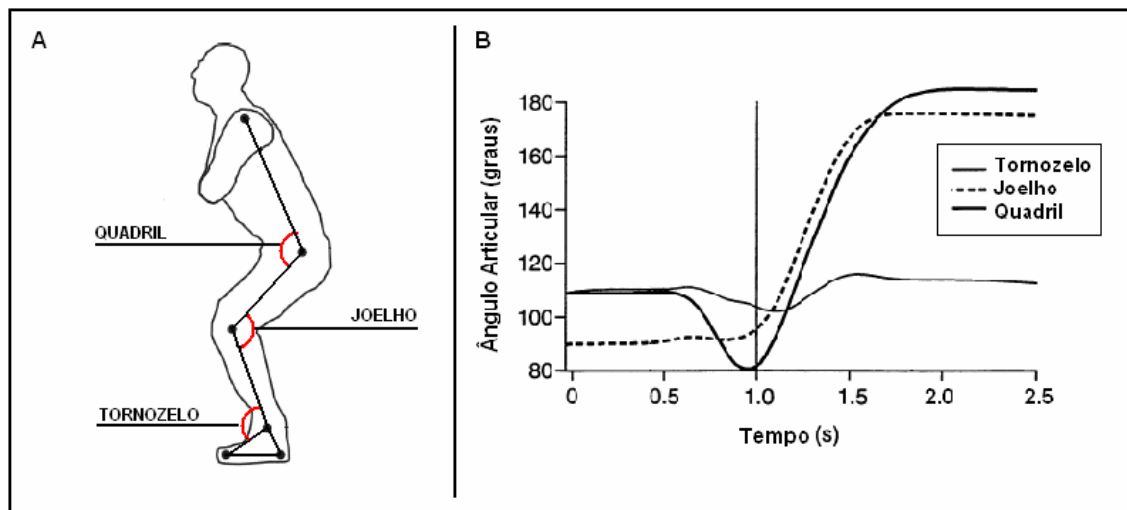 A
QUADRIL
JOELHO
TORNOZELO
B
Ângulo Articular (graus)
180
160
140
120
100
80
0
0.5
1.0
1.5
2.0
2.5
Tempo (s)
Tornozelo
Joelho
Quadril